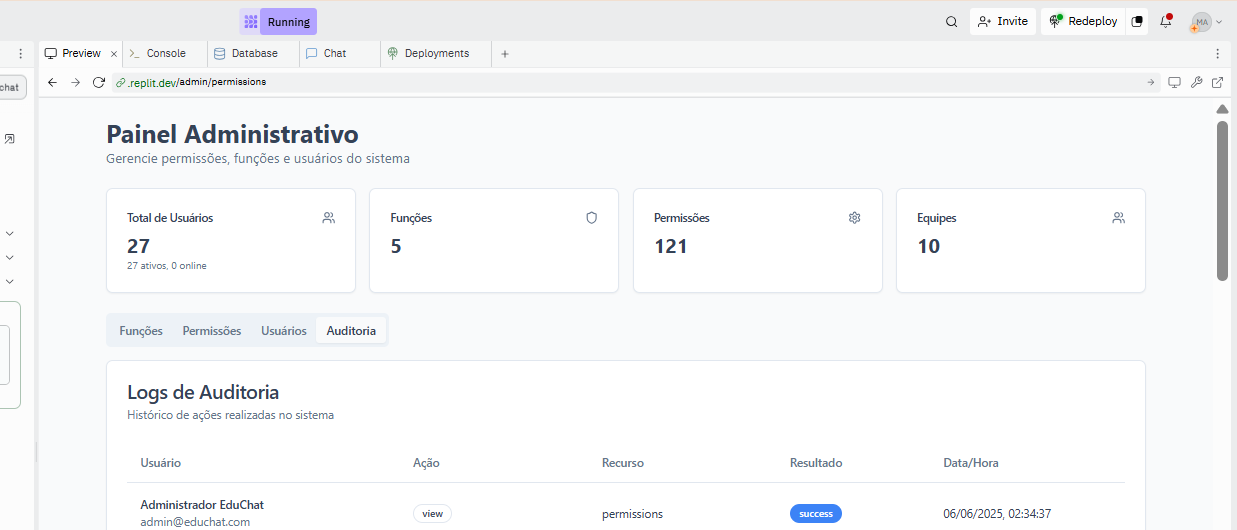 Running
Invite
Redeploy
MA
Preview
Console
Database
Chat
Deployments
chat
.replit.dev/admin/permissions
Painel Administrativo
Gerencie permissões, funções e usuários do sistema
Total de Usuários
27
27 ativos, 0 online
Funções
5
Permissões
121
Equipes
10
Funções Permissões Usuários Auditoria
Logs de Auditoria
Histórico de ações realizadas no sistema
Usuário Ação Recurso Resultado Data/Hora
Administrador EduChat
admin@educhat.com
view
permissions
success
06/06/2025, 02:34:37